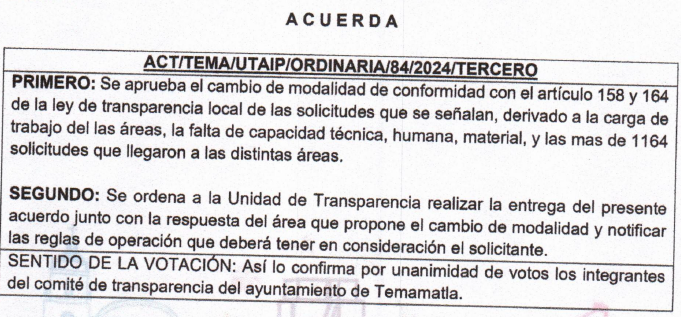 ACUERDA
ACT/TEMA/UTAIP/ORDINARIA/84/2024/TERCERO
PRIMERO: Se aprueba el cambio de modalidad de conformidad con el artículo 158 y 164
de la ley de transparencia local de las solicitudes que se señalan, derivado a la carga de
trabajo del las áreas, la falta de capacidad técnica, humana, material, y las mas de 1164
solicitudes que llegaron a las distintas áreas.
SEGUNDO: Se ordena a la Unidad de Transparencia realizar la entrega del presente
acuerdo junto con la respuesta del área que propone el cambio de modalidad y notificar
las reglas de operación que deberá tener en consideración el solicitante.
SENTIDO DE LA VOTACIÓN: Así lo confirma por unanimidad de votos los integrantes
del comité de transparencia del ayuntamiento de Temamatla.